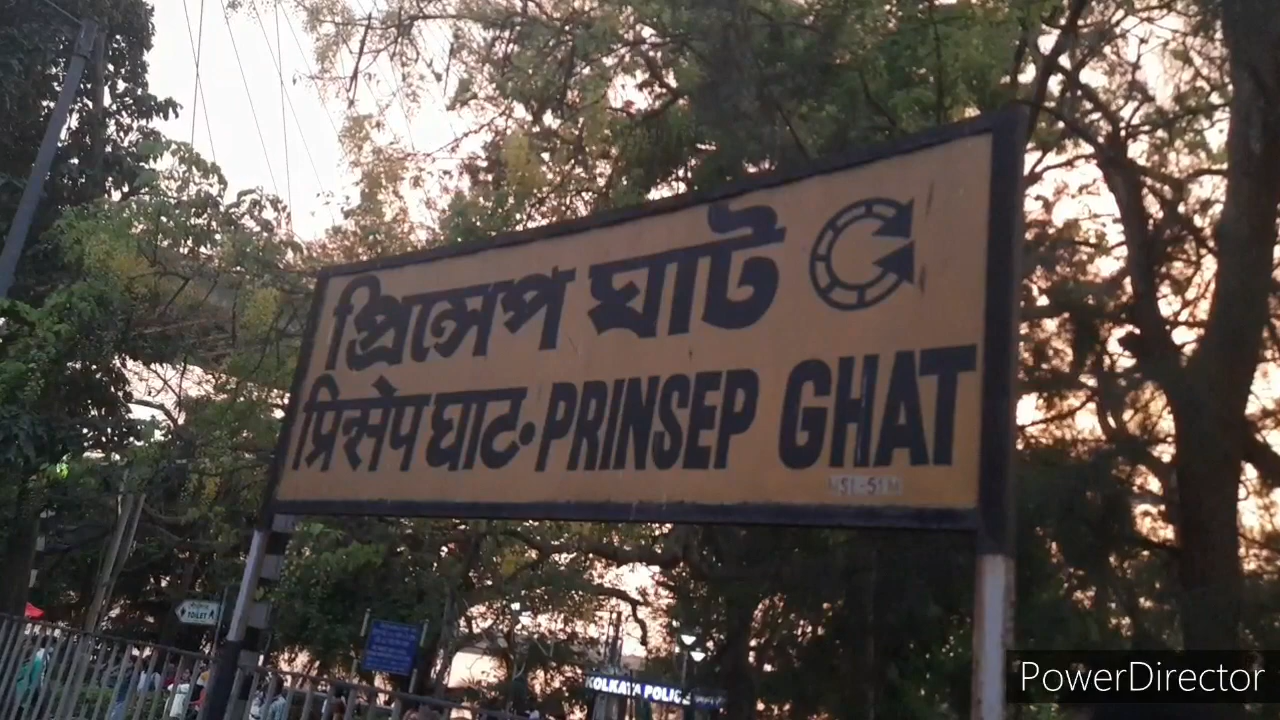 প্রিন্সেপ ঘাট
प्रिन्सेप घाट • PRINSEP GHAT
TOILET
KOLKATA POLICE
PowerDirector